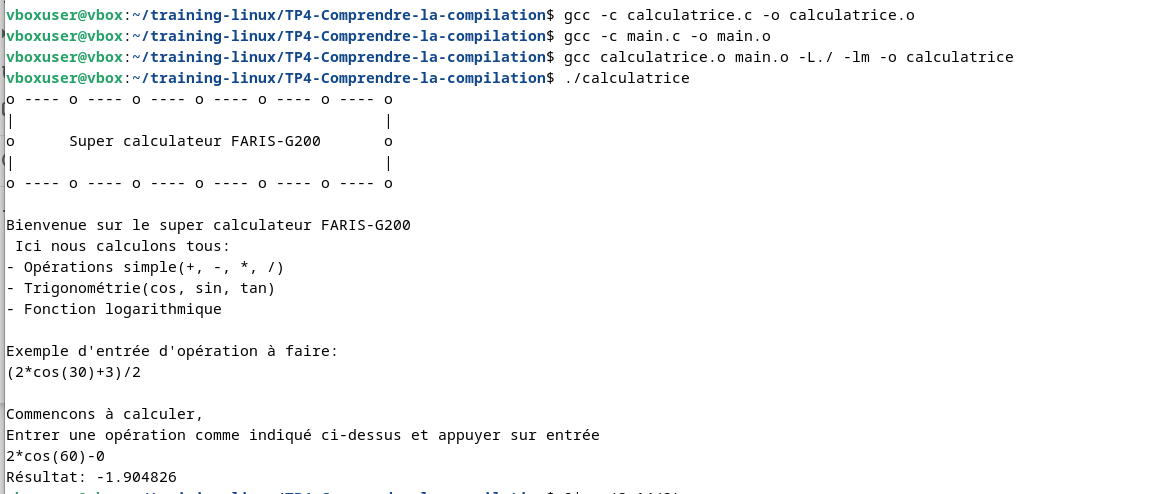 vboxuser@vbox:~/training-linux/TP4-Comprendre-la-compilation$ gcc -c calculatrice.c -o calculatrice.o
vboxuser@vbox:~/training-linux/TP4-Comprendre-la-compilation$ gcc -c main.c -o main.o
vboxuser@vbox:~/training-linux/TP4-Comprendre-la-compilation$ gcc calculatrice.o main.o -L./ -lm -o calculatrice
vboxuser@vbox:~/training-linux/TP4-Comprendre-la-compilation$ ./calculatrice
o ---- o ---- o ---- o ---- o ---- o ---- o
|                                         |
o      Super calculateur FARIS-G200       o
|                                         |
o ---- o ---- o ---- o ---- o ---- o ---- o
Bienvenue sur le super calculateur FARIS-G200
 Ici nous calculons tous:
- Opérations simple(+, -, *, /)
- Trigonométrie(cos, sin, tan)
- Fonction logarithmique
Exemple d'entrée d'opération à faire:
(2*cos(30)+3)/2
Commencons à calculer,
Entrer une opération comme indiqué ci-dessus et appuyer sur entrée
2*cos(60)-0
Résultat: -1.904826